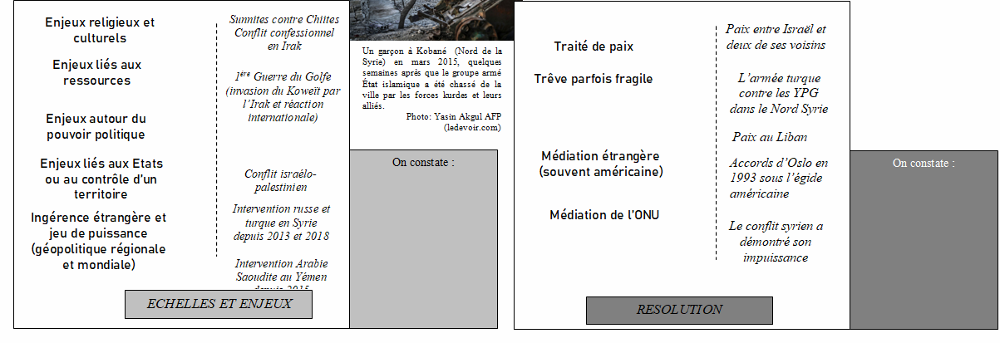 Enjeux religieux et
culturels
Enjeux liés aux
ressources
Enjeux autour du
pouvoir politique
Enjeux liés aux Etats
ou au contrôle d'un
territoire
Ingérence étrangère et
jeu de puissance
(géopolitique régionale
et mondiale)
Sunnites contre Chiites
Conflit confessionnel
en Irak
1ère Guerre du Golfe
(invasion du Koweït par
l'Irak et réaction
internationale)
Conflit israélo-
palestinien
Intervention russe et
turque en Syrie
depuis 2013 et 2018
Intervention Arabie
Saoudite au Yémen
depuis 2015
ECHELLES ET ENJEUX
Un garçon à Kobané (Nord de la
Syrie) en mars 2015, quelques
semaines après que le groupe armé
État islamique a été chassé de la
ville par les forces kurdes et leurs
alliés.
Photo: Yasin Akgul AFP
(ledevoir.com)
On constate :
Traité de paix
Trêve parfois fragile
Médiation étrangère
(souvent américaine)
Médiation de l'ONU
Paix entre Israël et
deux de ses voisins
L'armée turque
contre les YPG
dans le Nord Syrie
Paix au Liban
Accords d'Oslo en
1993 sous l'égide
américaine
Le conflit syrien a
démontré son
impuissance
RESOLUTION
On constate :